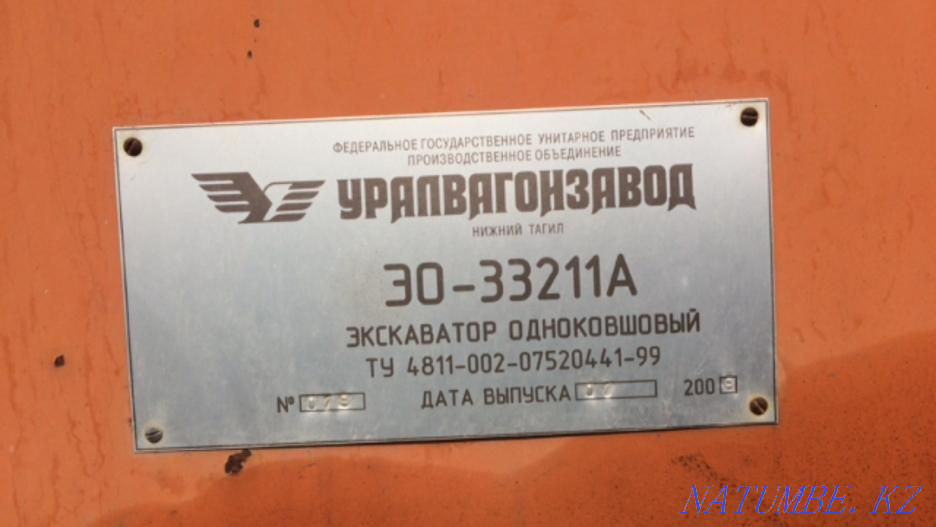 ФЕДЕРАЛЬНОЕ ГОСУДАРСТВЕННОЕ УНИТАРНОЕ ПРЕДПРИЯТИЕ
ПРОИЗВОДСТВЕННОЕ ОБЪЕДИНЕНИЕ
УРАЛВАГОНЗАВОД
НИЖНИЙ ТАГИЛ
ЭО-33211А
ЭКСКАВАТОР ОДНОКОВШОВЫЙ
ТУ 4811-002-07520441-99
№ ДАТА ВЫПУСКА 07 200
NATUMBE.KZ